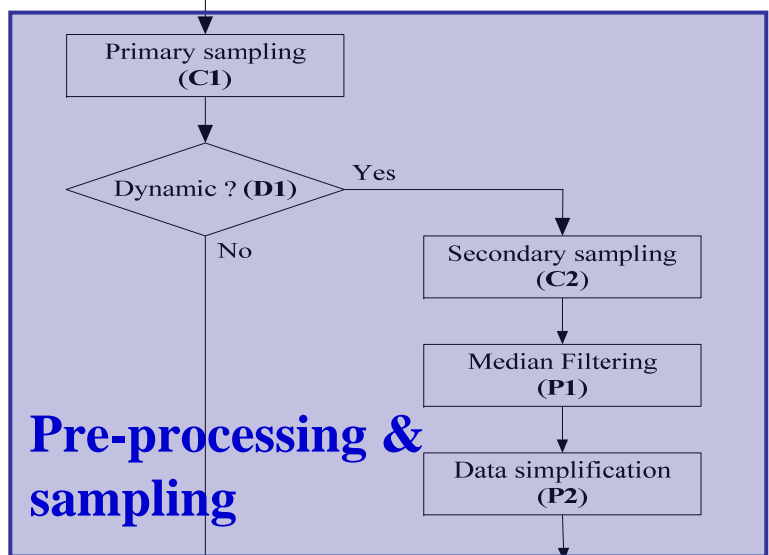 Primary sampling
(C1)
Dynamic ? (D1)
Yes
No
Secondary sampling
(C2)
Median Filtering
(P1)
Data simplification
(P2)
Pre-processing &
sampling